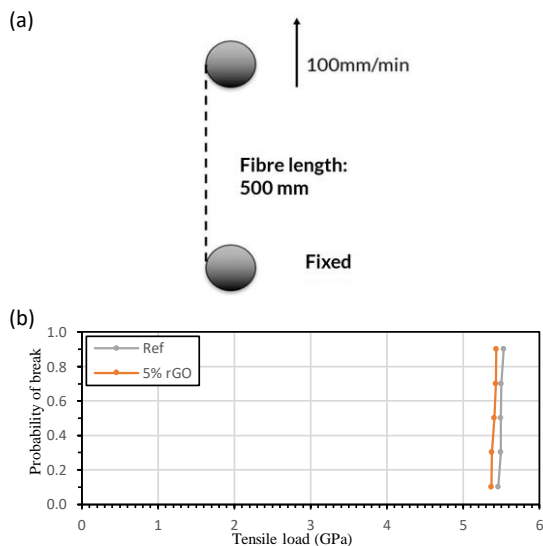 (a)
100mm/min
Fibre length:
500 mm
Fixed
(b)
1.0
0.8
0.6
0.4
0.2
0.0
Probability of break
Ref
5% rGO
0 1 2 3 4 5 6
Tensile load (GPa)